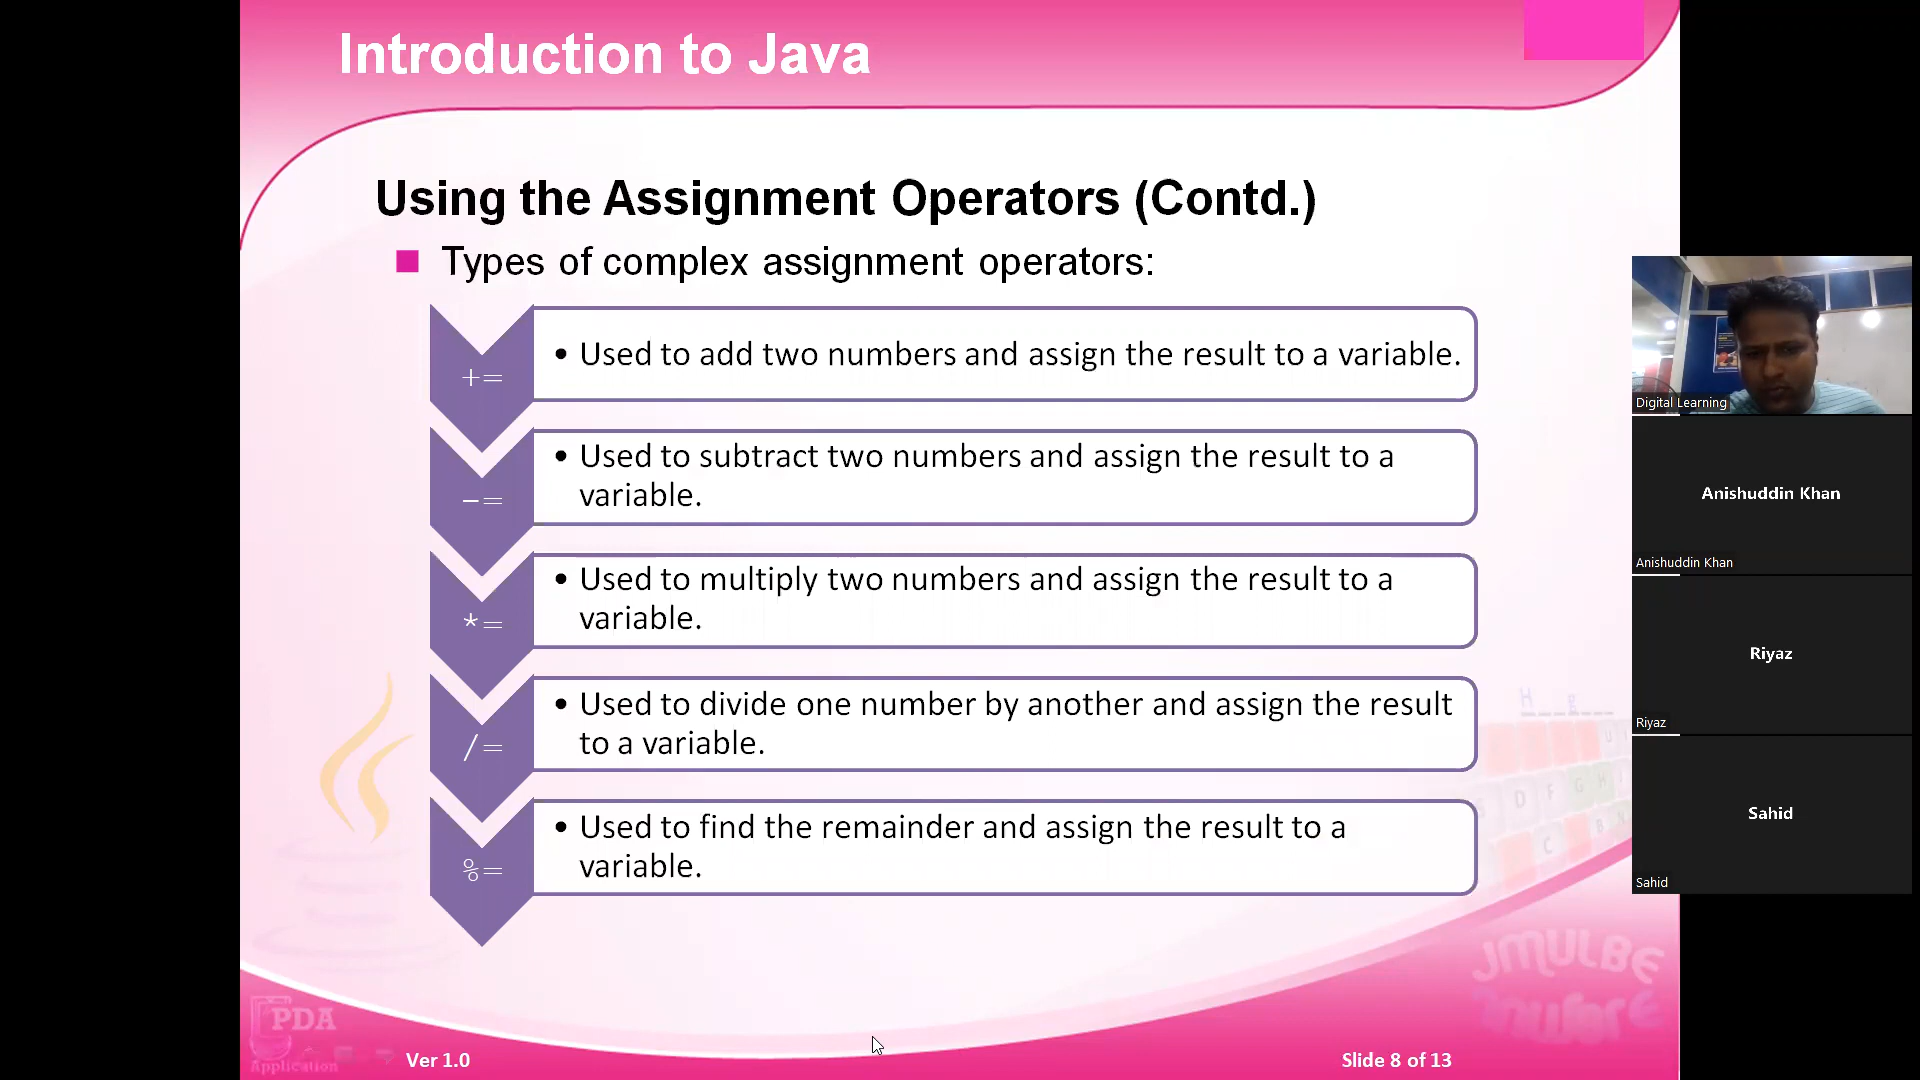 Introduction to Java
Using the Assignment Operators (Contd.)
Types of complex assignment operators:
+=
• Used to add two numbers and assign the result to a variable.
-=
• Used to subtract two numbers and assign the result to a
variable.
*=
• Used to multiply two numbers and assign the result to a
variable.
/=
• Used to divide one number by another and assign the result
to a variable.
%=
• Used to find the remainder and assign the result to a
variable.
PDA
Application
Ver 1.0
Slide 8 of 13
JMULBE
Digital Learning
Anishuddin Khan
Anishuddin Khan
Riyaz
Riyaz
Sahid
Sahid